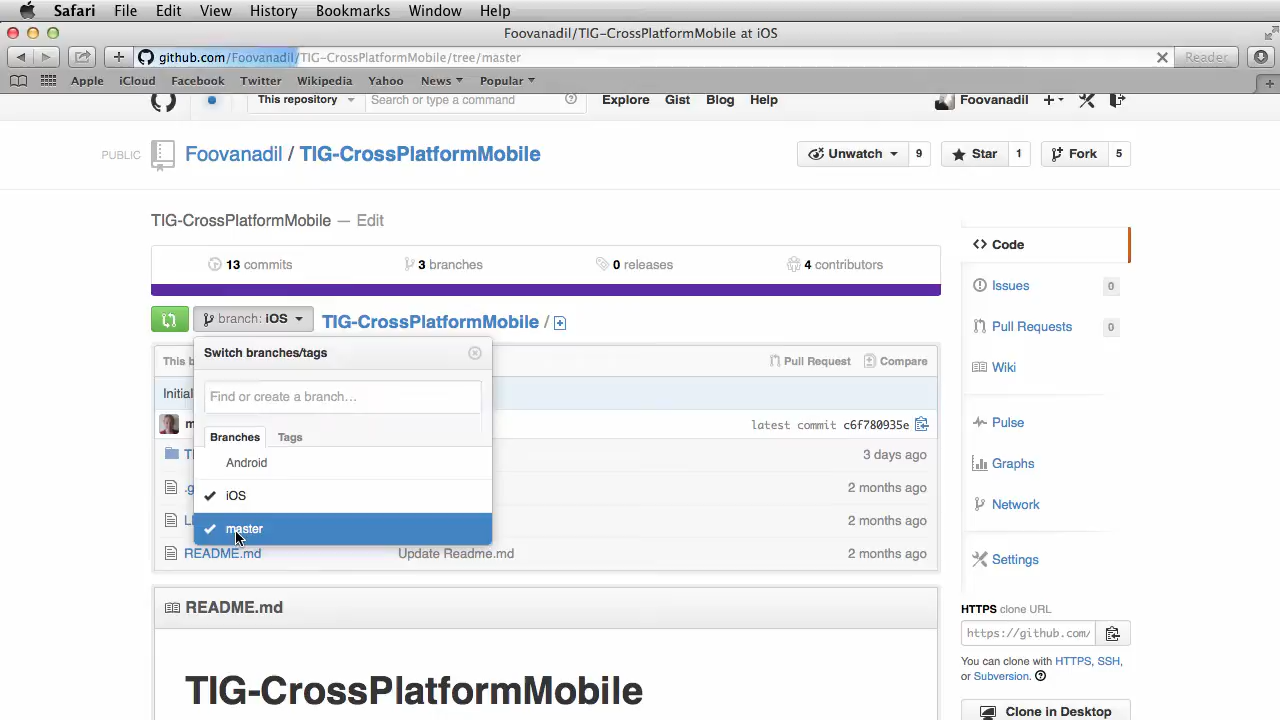 Safari File Edit View History Bookmarks Window Help
Foovanadil/TIG-CrossPlatformMobile at iOS
github.com/Foovanadil/TIG-CrossPlatformMobile/tree/master Reader
Apple iCloud Facebook Twitter Wikipedia Yahoo News Popular
This repository Search or type a command Explore Gist Blog Help Foovanadil
PUBLIC Foovanadil / TIG-CrossPlatformMobile Unwatch 9 Star 1 Fork 5
TIG-CrossPlatformMobile — Edit
13 commits 3 branches 0 releases 4 contributors
branch: iOS TIG-CrossPlatformMobile /
Switch branches/tags
This b Pull Request Compare
Find or create a branch…
Initial
m latest commit c6f780935e
Branches Tags
T 3 days ago
Android
.g 2 months ago
iOS
LI 2 months ago
master
README.md Update Readme.md 2 months ago
README.md
TIG-CrossPlatformMobile
Code
Issues 0
Pull Requests 0
Wiki
Pulse
Graphs
Network
Settings
HTTPS clone URL
https://github.com/
You can clone with HTTPS, SSH,
or Subversion.
Clone in Desktop